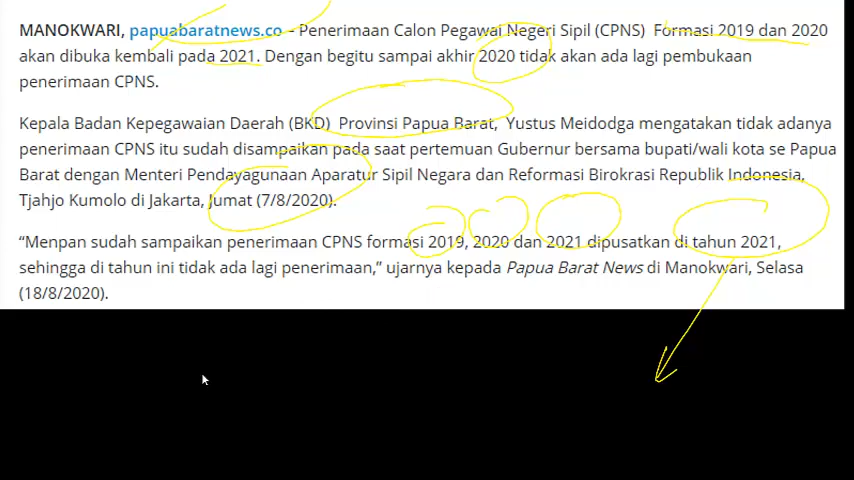 MANOKWARI, papuabaratnews.co – Penerimaan Calon Pegawai Negeri Sipil (CPNS) Formasi 2019 dan 2020
akan dibuka kembali pada 2021. Dengan begitu sampai akhir 2020 tidak akan ada lagi pembukaan
penerimaan CPNS.
Kepala Badan Kepegawaian Daerah (BKD) Provinsi Papua Barat, Yustus Meidodga mengatakan tidak adanya
penerimaan CPNS itu sudah disampaikan pada saat pertemuan Gubernur bersama bupati/wali kota se Papua
Barat dengan Menteri Pendayagunaan Aparatur Sipil Negara dan Reformasi Birokrasi Republik Indonesia,
Tjahjo Kumolo di Jakarta, Jumat (7/8/2020).
“Menpan sudah sampaikan penerimaan CPNS formasi 2019, 2020 dan 2021 dipusatkan di tahun 2021,
sehingga di tahun ini tidak ada lagi penerimaan,” ujarnya kepada Papua Barat News di Manokwari, Selasa
(18/8/2020).